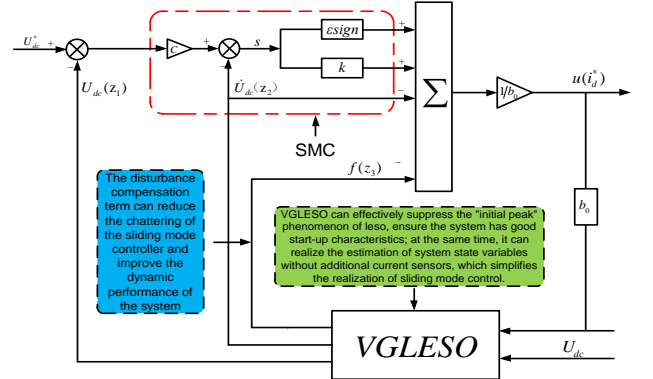 U*dc + −
c
+ −
s
εsign
k
+
+
−
−
∑
1/b₀
u(i*d)
U_dc(z₁)
U̇_dc(z₂)
SMC
f(z₃)
b₀
The disturbance
compensation
term can reduce
the chattering of
the sliding mode
controller and
improve the
dynamic
performance of
the system
VGLESO can effectively suppress the "initial peak"
phenomenon of leso, ensure the system has good
start-up characteristics; at the same time, it can
realize the estimation of system state variables
without additional current sensors, which simplifies
the realization of sliding mode control.
VGLESO
U_dc